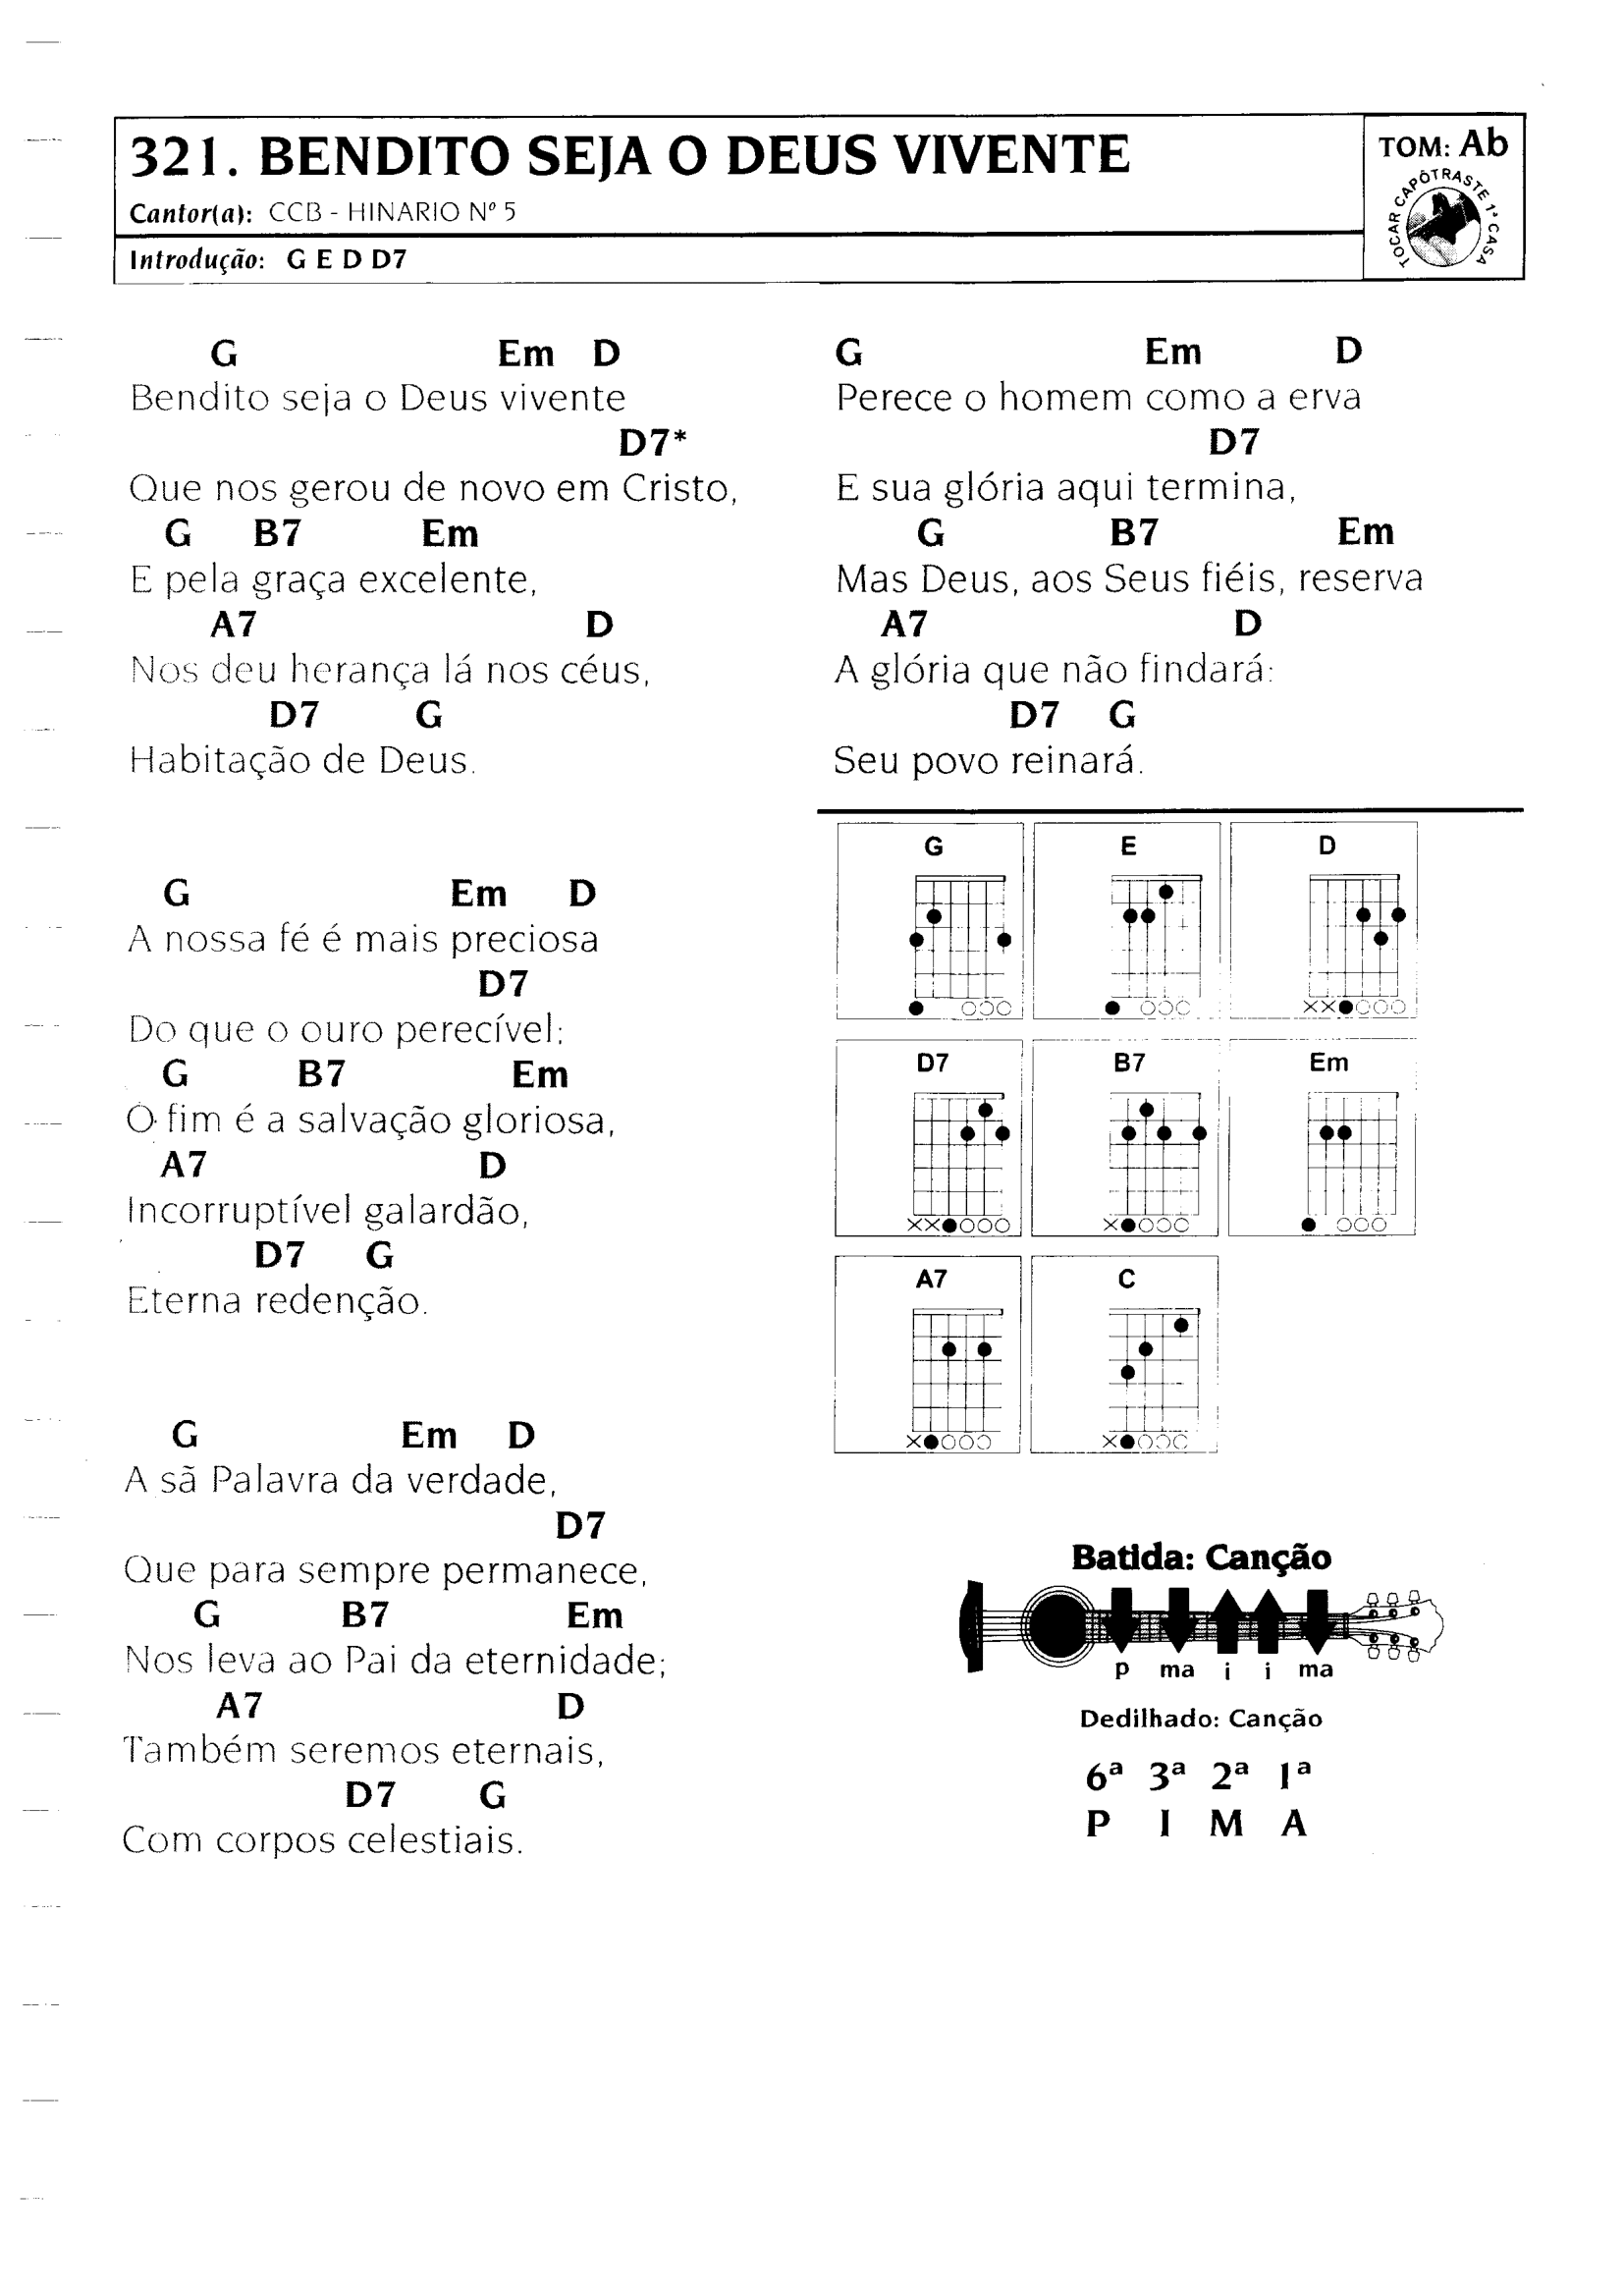 321. BENDITO SEJA O DEUS VIVENTE
Cantor(a): CCB - HINARIO Nº 5
Introdução: G E D D7
TOM: Ab
TOCAR CAPÔTRASTE 1ª CASA
G Em D
Bendito seja o Deus vivente
D7*
Que nos gerou de novo em Cristo,
G B7 Em
E pela graça excelente,
A7 D
Nos deu herança lá nos céus,
D7 G
Habitação de Deus.
G Em D
A nossa fé é mais preciosa
D7
Do que o ouro perecível;
G B7 Em
O fim é a salvação gloriosa,
A7 D
Incorruptível galardão,
D7 G
Eterna redenção.
G Em D
A sã Palavra da verdade,
D7
Que para sempre permanece,
G B7 Em
Nos leva ao Pai da eternidade;
A7 D
Também seremos eternais,
D7 G
Com corpos celestiais.
G Em D
Perece o homem como a erva
D7
E sua glória aqui termina,
G B7 Em
Mas Deus, aos Seus fiéis, reserva
A7 D
A glória que não findará:
D7 G
Seu povo reinará.
G E D
D7 B7 Em
A7 C
Batida: Canção
p ma i i ma
Dedilhado: Canção
6ª 3ª 2ª 1ª
P I M A